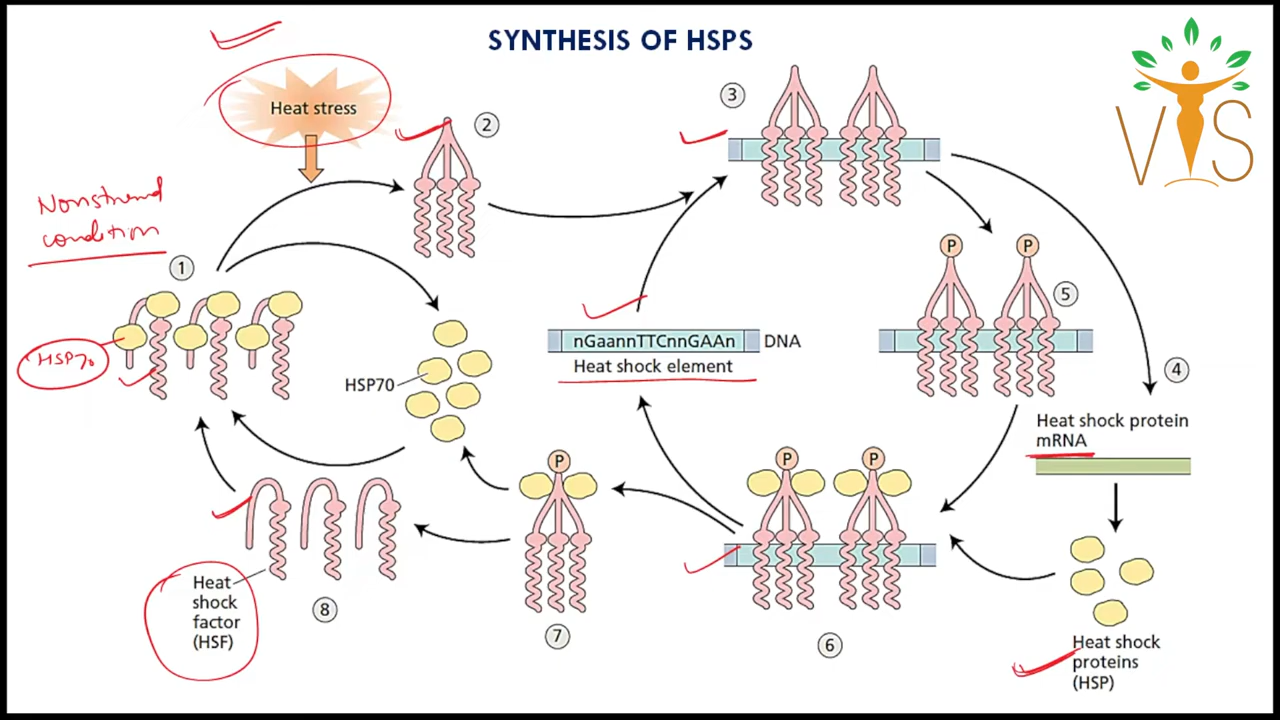 SYNTHESIS OF HSPS
VIS
Heat stress
2
3
Nonstressed
condition
1
P P
5
HSP70
HSP70
nGaannTTCnnGAAn DNA
Heat shock element
4
Heat shock protein
mRNA
P
P P
Heat
shock
factor
(HSF)
8
7
6
Heat shock
proteins
(HSP)